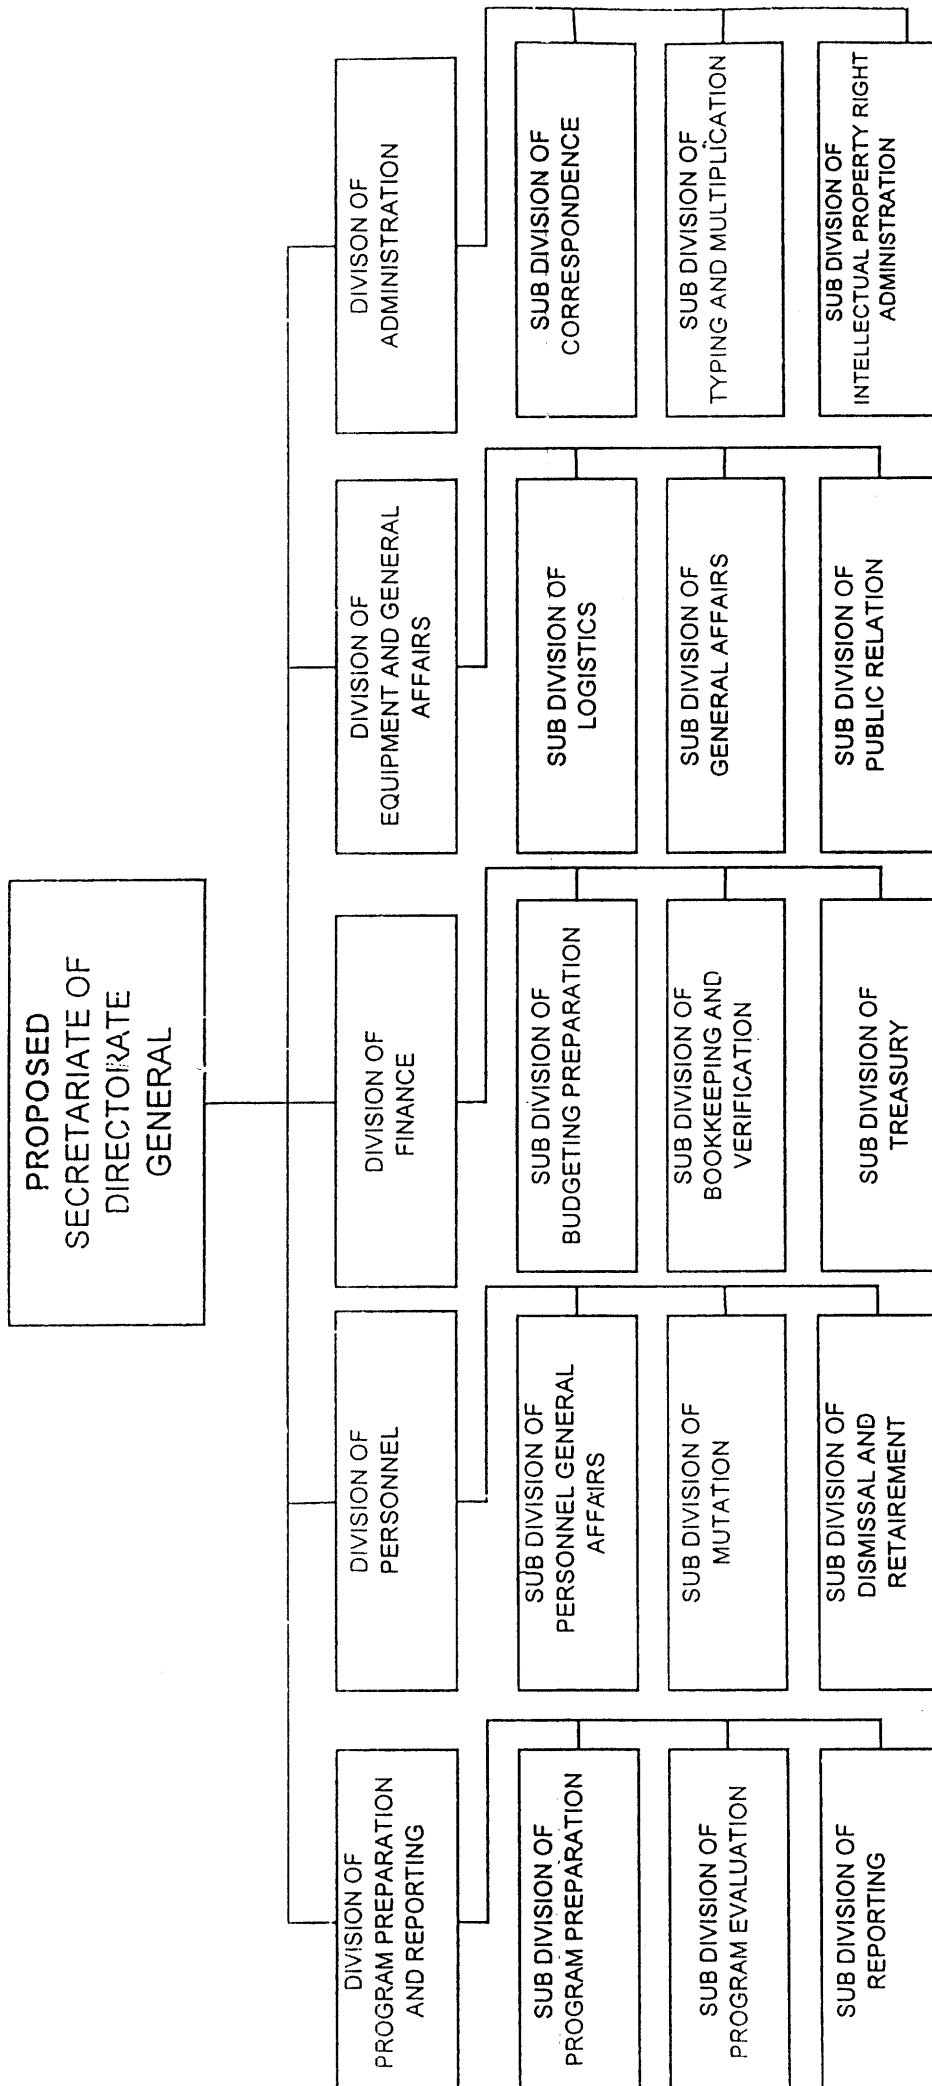 PROPOSED
SECRETARIATE OF
DIRECTORATE
GENERAL
DIVISION OF
PROGRAM PREPARATION
AND REPORTING
DIVISION OF
PERSONNEL
DIVISION OF
FINANCE
DIVISION OF
EQUIPMENT AND GENERAL
AFFAIRS
DIVISON OF
ADMINISTRATION
SUB DIVISION OF
PROGRAM PREPARATION
SUB DIVISION OF
PERSONNEL GENERAL
AFFAIRS
SUB DIVISION OF
BUDGETING PREPARATION
SUB DIVISION OF
LOGISTICS
SUB DIVISION OF
CORRESPONDENCE
SUB DIVISION OF
PROGRAM EVALUATION
SUB DIVISION OF
MUTATION
SUB DIVISION OF
BOOKKEEPING AND
VERIFICATION
SUB DIVISION OF
GENERAL AFFAIRS
SUB DIVISION OF
TYPING AND MULTIPLICATION
SUB DIVISION OF
REPORTING
SUB DIVISION OF
DISMISSAL AND
RETAIREMENT
SUB DIVISION OF
TREASURY
SUB DIVISION OF
PUBLIC RELATION
SUB DIVISION OF
INTELLECTUAL PROPERTY RIGHT
ADMINISTRATION